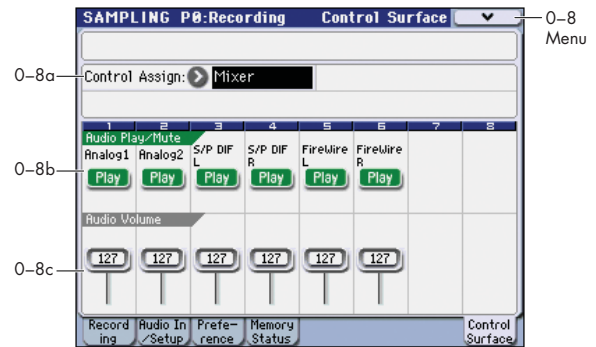 SAMPLING P0:Recording Control Surface
0–8
Menu
0–8a
Control Assign: Mixer
1 2 3 4 5 6 7 8
Audio Play/Mute
Analog1 Analog2 S/P DIF L S/P DIF R FireWire L FireWire R
0–8b
Play Play Play Play Play Play
Audio Volume
0–8c
127 127 127 127 127 127
Record Audio In Prefe- Memory Control
ing /Setup rence Status Surface